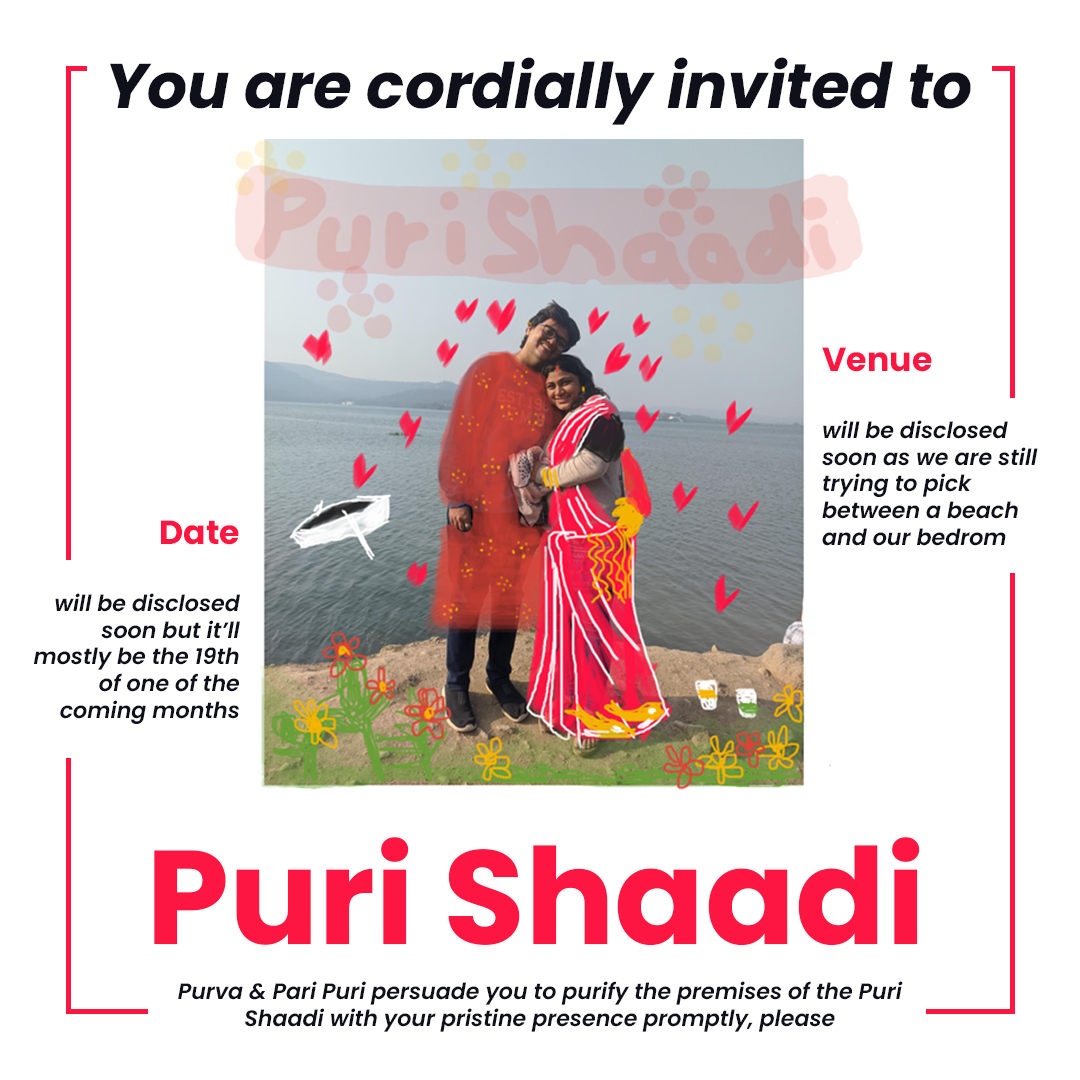 You are cordially invited to
Puri Shaadi
Venue
will be disclosed
soon as we are still
trying to pick
between a beach
and our bedrom
Date
will be disclosed
soon but it’ll
mostly be the 19th
of one of the
coming months
Puri Shaadi
Purva & Pari Puri persuade you to purify the premises of the Puri
Shaadi with your pristine presence promptly, please